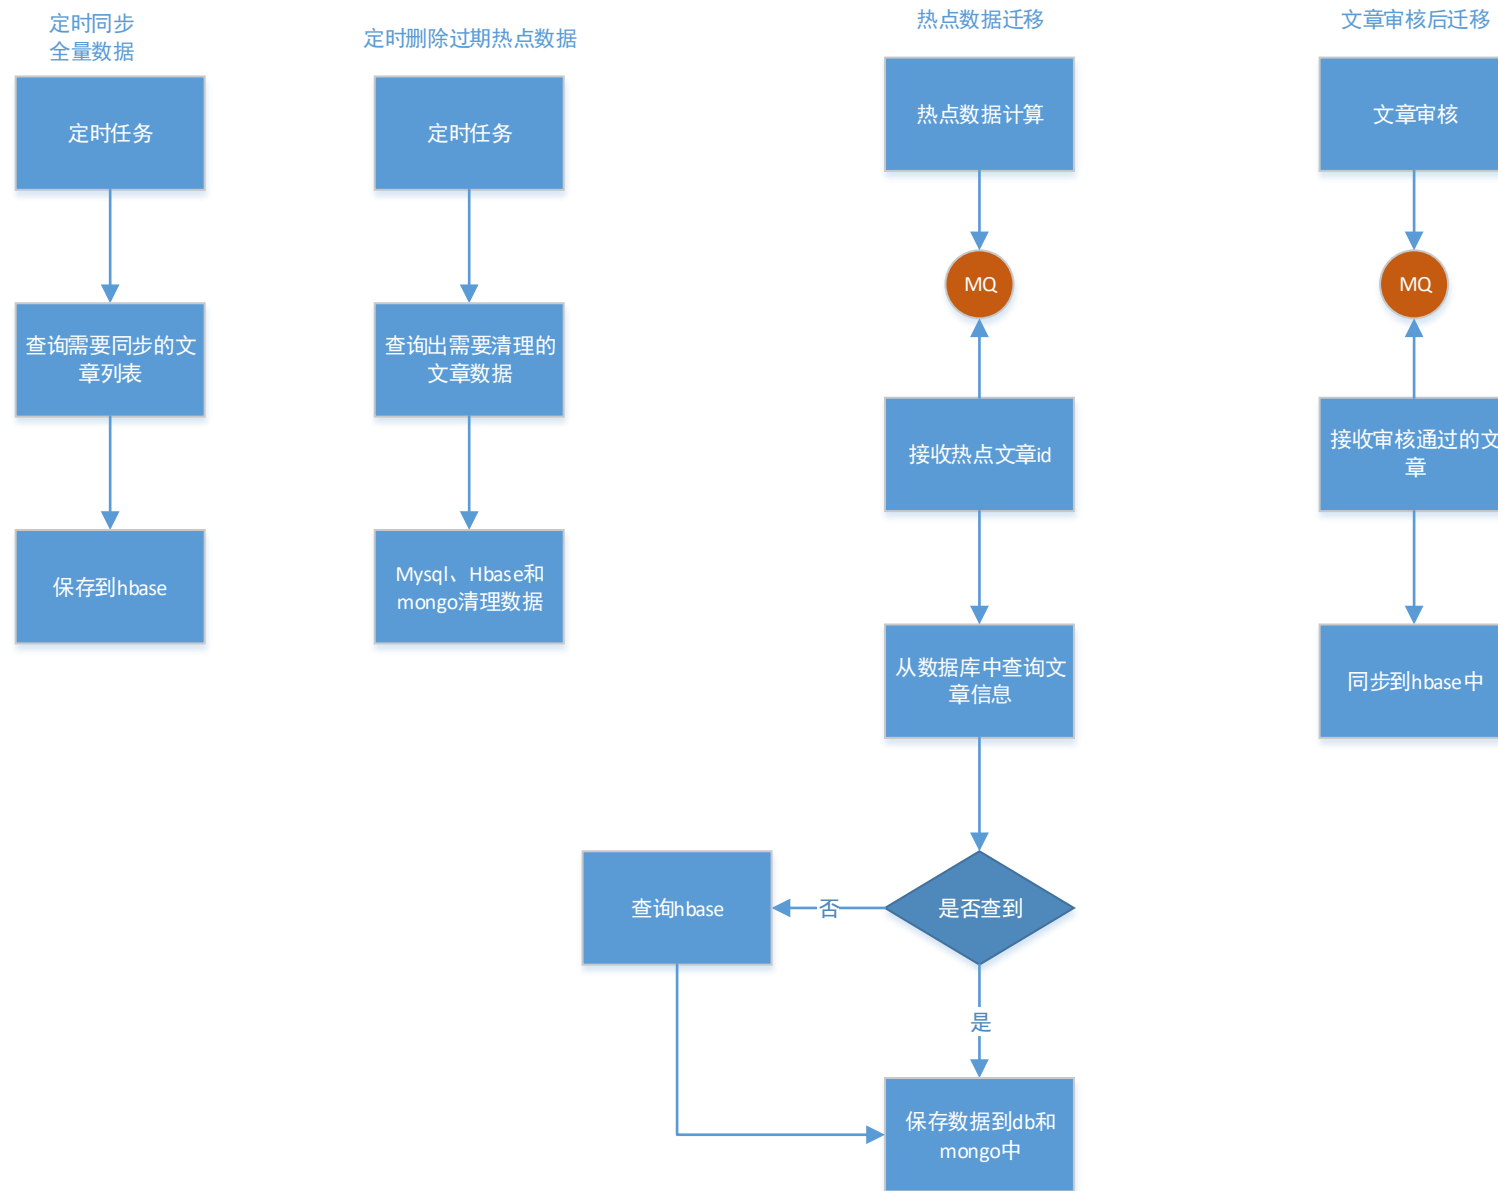 定时同步
全量数据
定时任务
查询需要同步的文
章列表
保存到hbase
定时删除过期热点数据
定时任务
查询出需要清理的
文章数据
Mysql、Hbase和
mongo清理数据
热点数据迁移
热点数据计算
MQ
接收热点文章id
从数据库中查询文
章信息
是否查到
否
查询hbase
是
保存数据到db和
mongo中
文章审核后迁移
文章审核
MQ
接收审核通过的文
章
同步到hbase中